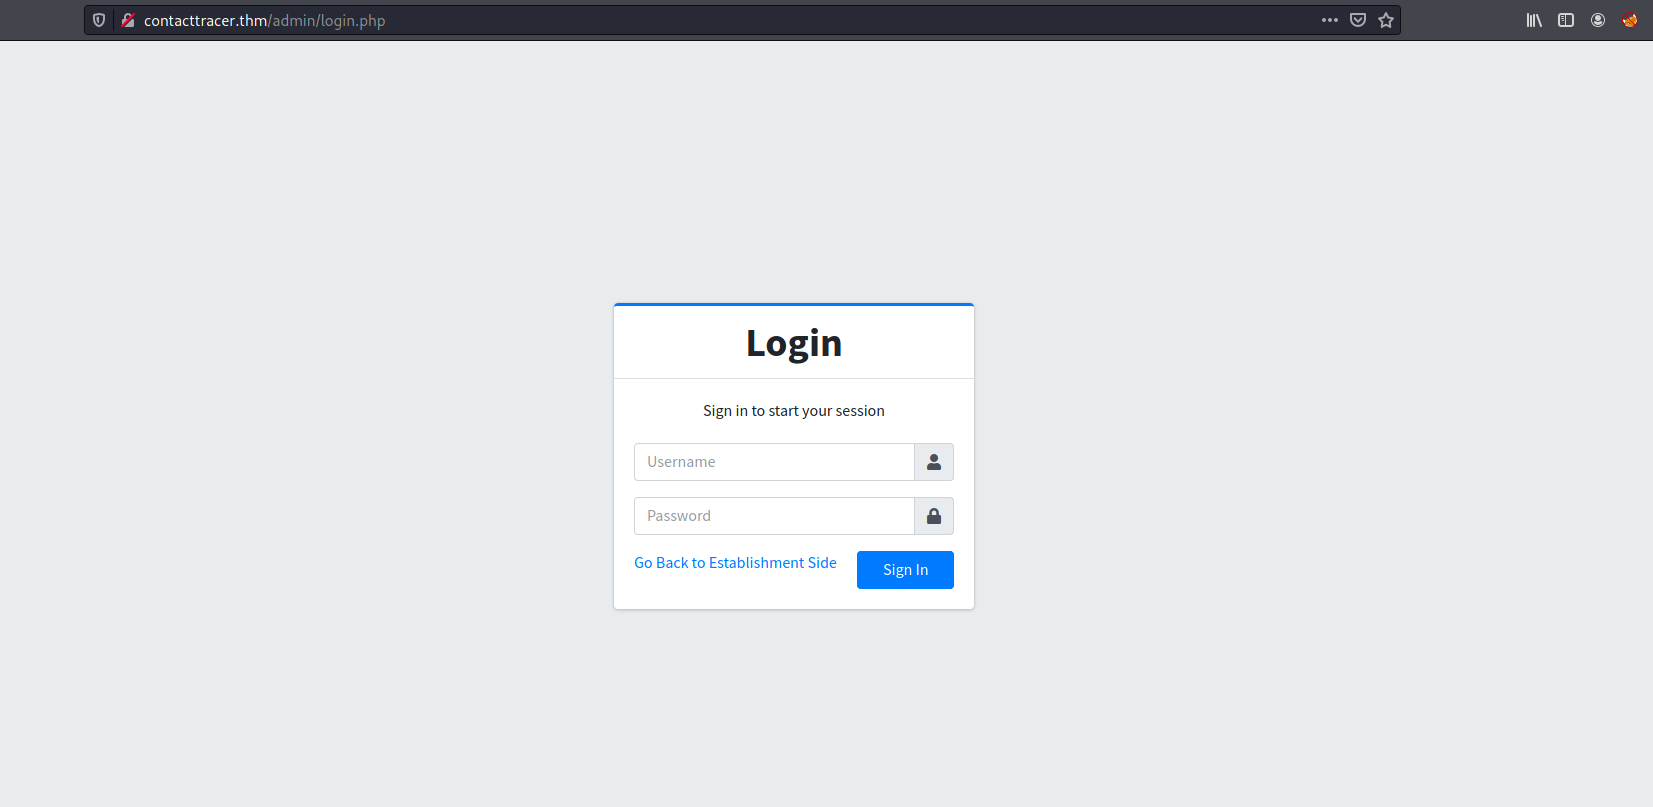 contacttracer.thm/admin/login.php
Login
Sign in to start your session
Username
Password
Go Back to Establishment Side
Sign In